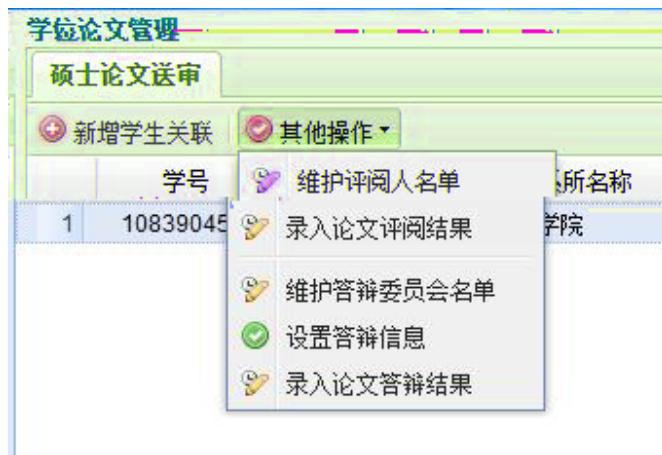 学位论文管理
硕士论文送审
新增学生关联 其他操作
学号 所名称
1 10839045 学院
维护评阅人名单
录入论文评阅结果
维护答辩委员会名单
设置答辩信息
录入论文答辩结果